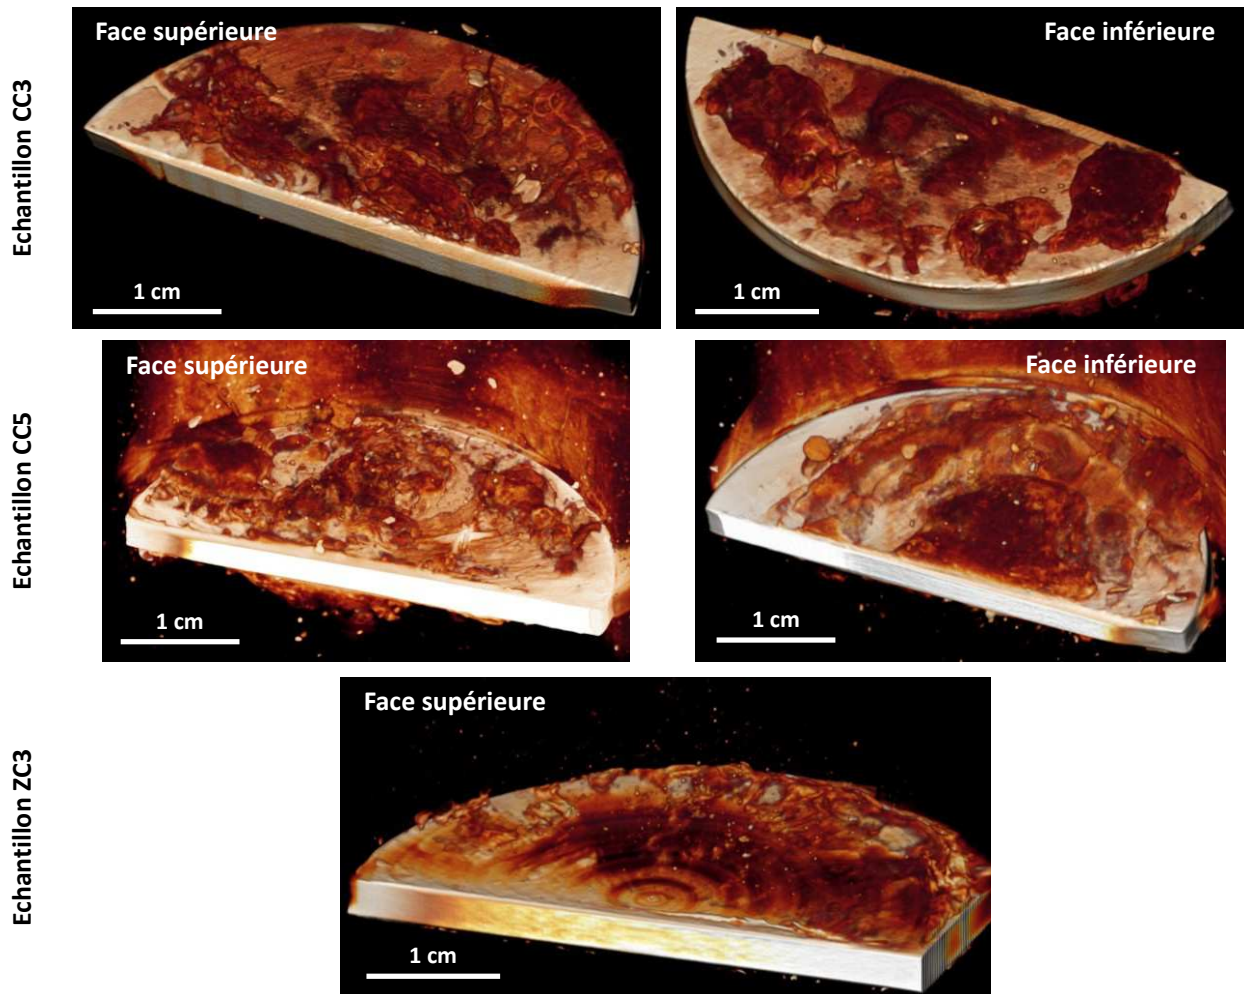 Echantillon CC3
Face supérieure
1 cm
Face inférieure
1 cm
Echantillon CC5
Face supérieure
1 cm
Face inférieure
1 cm
Echantillon ZC3
Face supérieure
1 cm